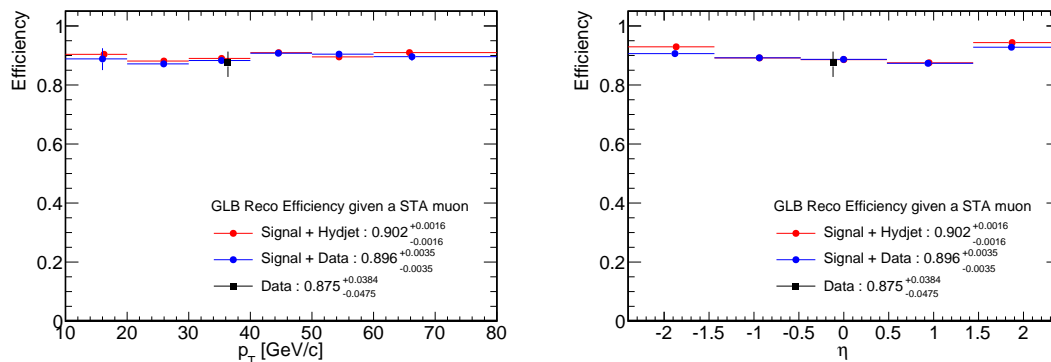 Efficiency
1
0.8
0.6
0.4
0.2
0
GLB Reco Efficiency given a STA muon
Signal + Hydjet : 0.902 +0.0016 -0.0016
Signal + Data : 0.896 +0.0035 -0.0035
Data : 0.875 +0.0384 -0.0475
10 20 30 40 50 60 70 80
p_T [GeV/c]
Efficiency
1
0.8
0.6
0.4
0.2
0
GLB Reco Efficiency given a STA muon
Signal + Hydjet : 0.902 +0.0016 -0.0016
Signal + Data : 0.896 +0.0035 -0.0035
Data : 0.875 +0.0384 -0.0475
-2 -1.5 -1 -0.5 0 0.5 1 1.5 2
η